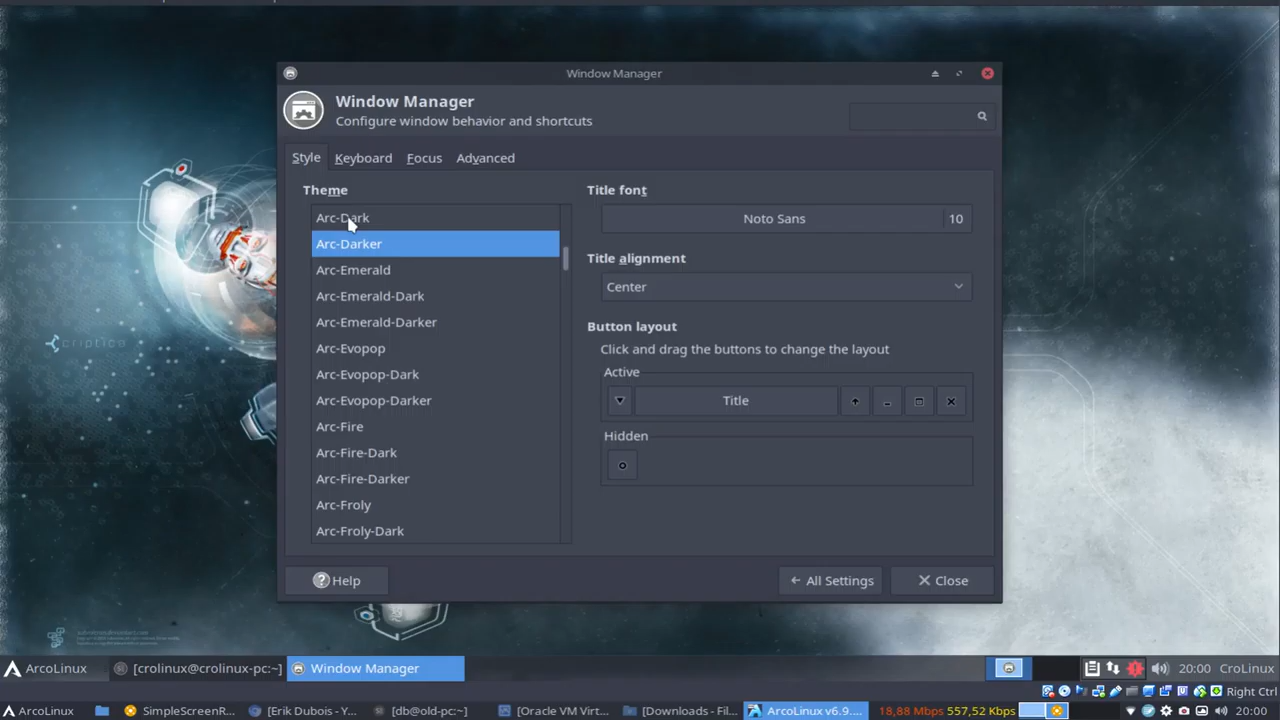 Window Manager
Window Manager
Configure window behavior and shortcuts
Style Keyboard Focus Advanced
Theme
Arc-Dark
Arc-Darker
Arc-Emerald
Arc-Emerald-Dark
Arc-Emerald-Darker
Arc-Evopop
Arc-Evopop-Dark
Arc-Evopop-Darker
Arc-Fire
Arc-Fire-Dark
Arc-Fire-Darker
Arc-Froly
Arc-Froly-Dark
Title font
Noto Sans 10
Title alignment
Center
Button layout
Click and drag the buttons to change the layout
Active
Title
Hidden
Help
All Settings
Close
criptica
ArcoLinux [crolinux@crolinux-pc:~] Window Manager 20:00 CroLinux
Right Ctrl
ArcoLinux SimpleScreenR... [Erik Dubois - Y... [db@old-pc:~] [Oracle VM Virt... [Downloads - Fil... ArcoLinux v6.9.... 18,88 Mbps 557,52 Kbps 20:00